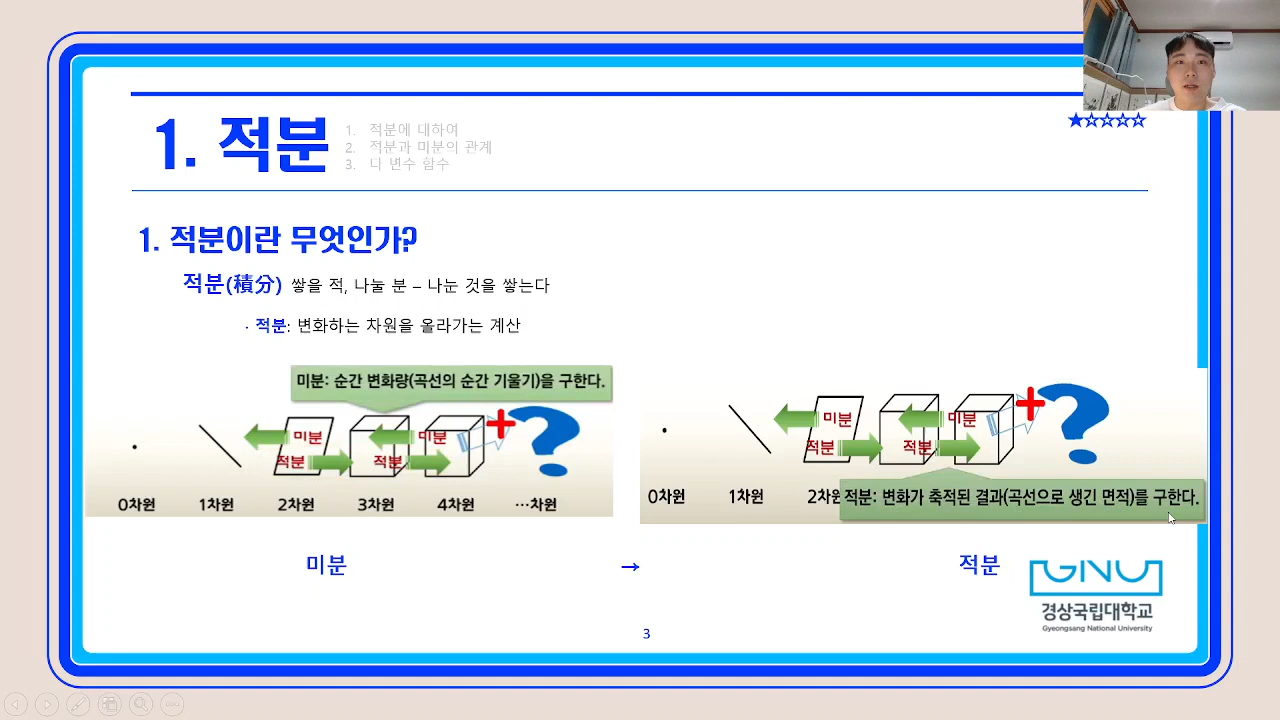 1. 적분
1. 적분에 대하여
2. 적분과 미분의 관계
3. 다 변수 함수
★☆☆☆☆
1. 적분이란 무엇인가?
적분(積分) 쌓을 적, 나눌 분 – 나눈 것을 쌓는다
· 적분: 변화하는 차원을 올라가는 계산
미분: 순간 변화량(곡선의 순간 기울기)을 구한다.
미분 미분
적분 적분
0차원 1차원 2차원 3차원 4차원 …차원
미분 미분
적분 적분
0차원 1차원 2차원
적분: 변화가 축적된 결과(곡선으로 생긴 면적)를 구한다.
미분 → 적분
GNU
경상국립대학교
Gyeongsang National University
3